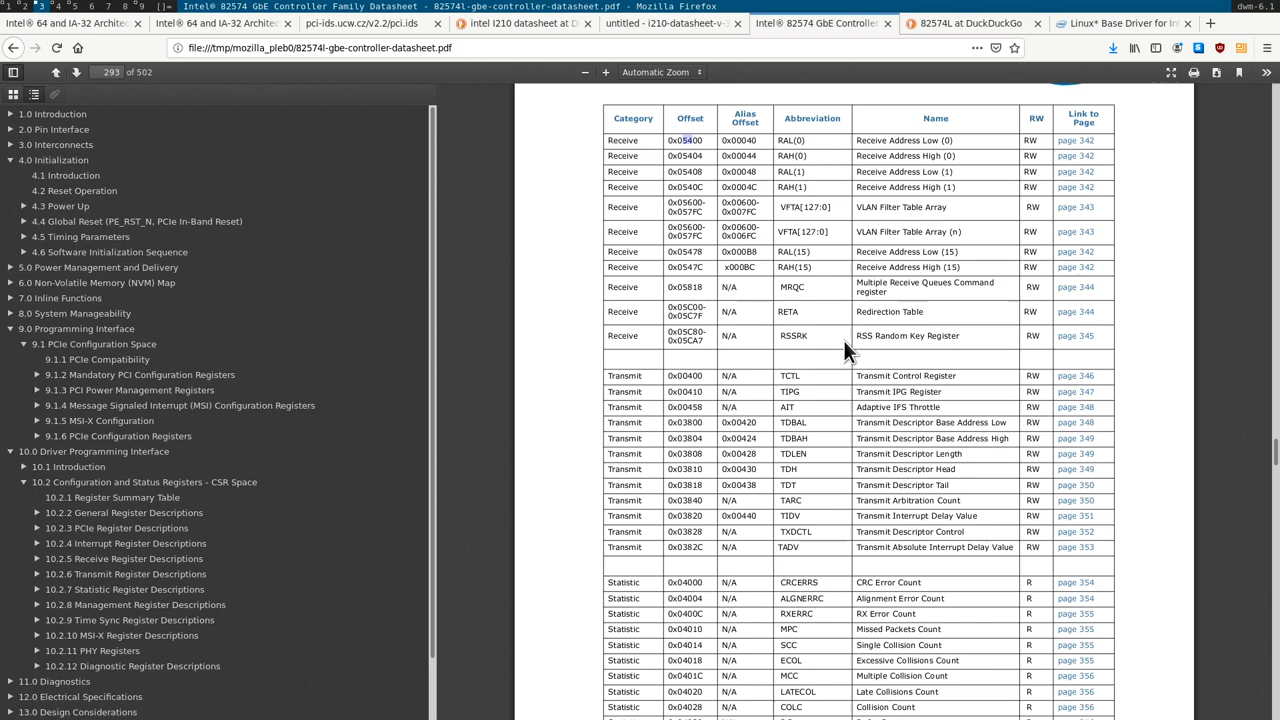 1 2 3 4 5 6 7 8 9 []= Intel® 82574 GbE Controller Family Datasheet - 82574l-gbe-controller-datasheet.pdf - Mozilla Firefox dwm-6.1
Intel® 64 and IA-32 Architec Intel® 64 and IA-32 Architec pci-ids.ucw.cz/v2.2/pci.ids intel I210 datasheet at D untitled - i210-datasheet-v-3 Intel® 82574 GbE Controller 82574L at DuckDuckGo Linux* Base Driver for Int
file:///tmp/mozilla_pleb0/82574l-gbe-controller-datasheet.pdf
293 of 502 Automatic Zoom
1.0 Introduction
2.0 Pin Interface
3.0 Interconnects
4.0 Initialization
4.1 Introduction
4.2 Reset Operation
4.3 Power Up
4.4 Global Reset (PE_RST_N, PCIe In-Band Reset)
4.5 Timing Parameters
4.6 Software Initialization Sequence
5.0 Power Management and Delivery
6.0 Non-Volatile Memory (NVM) Map
7.0 Inline Functions
8.0 System Manageability
9.0 Programming Interface
9.1 PCIe Configuration Space
9.1.1 PCIe Compatibility
9.1.2 Mandatory PCI Configuration Registers
9.1.3 PCI Power Management Registers
9.1.4 Message Signaled Interrupt (MSI) Configuration Registers
9.1.5 MSI-X Configuration
9.1.6 PCIe Configuration Registers
10.0 Driver Programming Interface
10.1 Introduction
10.2 Configuration and Status Registers - CSR Space
10.2.1 Register Summary Table
10.2.2 General Register Descriptions
10.2.3 PCIe Register Descriptions
10.2.4 Interrupt Register Descriptions
10.2.5 Receive Register Descriptions
10.2.6 Transmit Register Descriptions
10.2.7 Statistic Register Descriptions
10.2.8 Management Register Descriptions
10.2.9 Time Sync Register Descriptions
10.2.10 MSI-X Register Descriptions
10.2.11 PHY Registers
10.2.12 Diagnostic Register Descriptions
11.0 Diagnostics
12.0 Electrical Specifications
13.0 Design Considerations
Category Offset Alias Offset Abbreviation Name RW Link to Page
Receive 0x05400 0x00040 RAL(0) Receive Address Low (0) RW page 342
Receive 0x05404 0x00044 RAH(0) Receive Address High (0) RW page 342
Receive 0x05408 0x00048 RAL(1) Receive Address Low (1) RW page 342
Receive 0x0540C 0x0004C RAH(1) Receive Address High (1) RW page 342
Receive 0x05600-0x057FC 0x00600-0x007FC VFTA[127:0] VLAN Filter Table Array RW page 343
Receive 0x05600-0x057FC 0x00600-0x006FC VFTA[127:0] VLAN Filter Table Array (n) RW page 343
Receive 0x05478 0x000B8 RAL(15) Receive Address Low (15) RW page 342
Receive 0x0547C x000BC RAH(15) Receive Address High (15) RW page 342
Receive 0x05818 N/A MRQC Multiple Receive Queues Command register RW page 344
Receive 0x05C00-0x05C7F N/A RETA Redirection Table RW page 344
Receive 0x05C80-0x05CA7 N/A RSSRK RSS Random Key Register RW page 345
Transmit 0x00400 N/A TCTL Transmit Control Register RW page 346
Transmit 0x00410 N/A TIPG Transmit IPG Register RW page 347
Transmit 0x00458 N/A AIT Adaptive IFS Throttle RW page 348
Transmit 0x03800 0x00420 TDBAL Transmit Descriptor Base Address Low RW page 348
Transmit 0x03804 0x00424 TDBAH Transmit Descriptor Base Address High RW page 349
Transmit 0x03808 0x00428 TDLEN Transmit Descriptor Length RW page 349
Transmit 0x03810 0x00430 TDH Transmit Descriptor Head RW page 349
Transmit 0x03818 0x00438 TDT Transmit Descriptor Tail RW page 350
Transmit 0x03840 N/A TARC Transmit Arbitration Count RW page 350
Transmit 0x03820 0x00440 TIDV Transmit Interrupt Delay Value RW page 351
Transmit 0x03828 N/A TXDCTL Transmit Descriptor Control RW page 352
Transmit 0x0382C N/A TADV Transmit Absolute Interrupt Delay Value RW page 353
Statistic 0x04000 N/A CRCERRS CRC Error Count R page 354
Statistic 0x04004 N/A ALGNERRC Alignment Error Count R page 354
Statistic 0x0400C N/A RXERRC RX Error Count R page 355
Statistic 0x04010 N/A MPC Missed Packets Count R page 355
Statistic 0x04014 N/A SCC Single Collision Count R page 355
Statistic 0x04018 N/A ECOL Excessive Collisions Count R page 355
Statistic 0x0401C N/A MCC Multiple Collision Count R page 356
Statistic 0x04020 N/A LATECOL Late Collisions Count R page 356
Statistic 0x04028 N/A COLC Collision Count R page 356